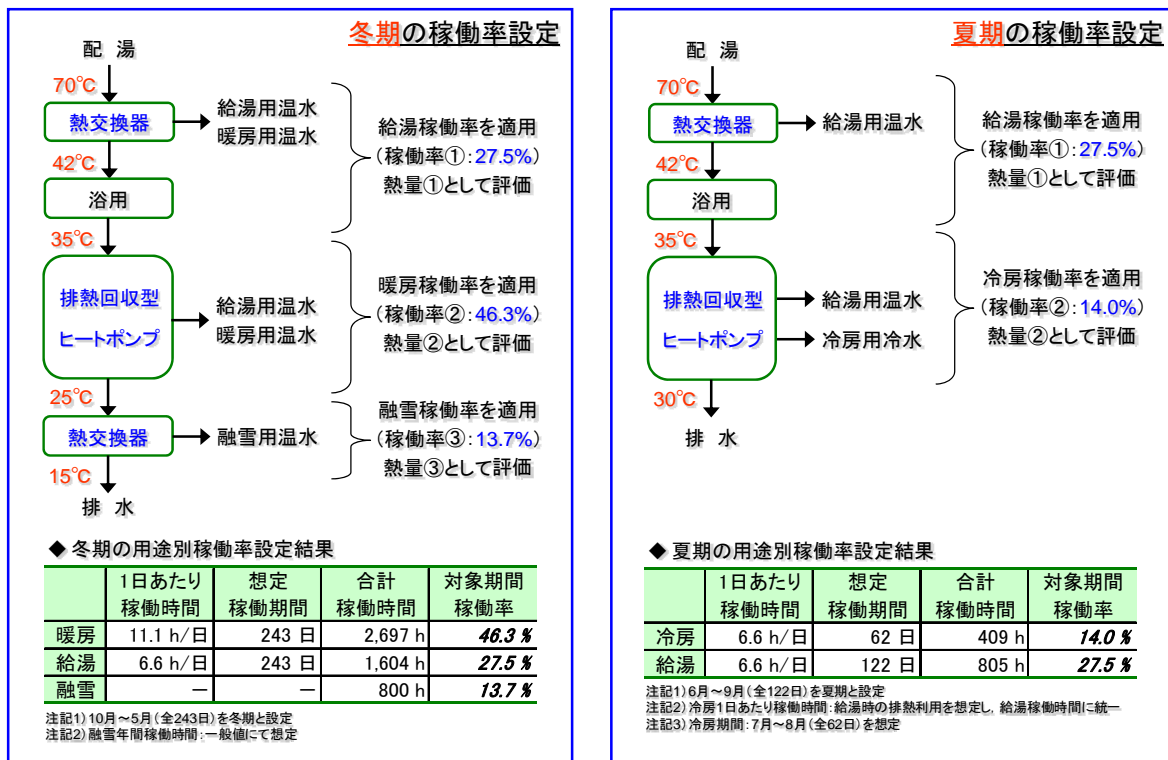 冬期の稼働率設定
配 湯
70℃
熱交換器
給湯用温水
暖房用温水
42℃
浴用
給湯稼働率を適用
(稼働率①:27.5%)
熱量①として評価
35℃
排熱回収型
ヒートポンプ
給湯用温水
暖房用温水
暖房稼働率を適用
(稼働率②:46.3%)
熱量②として評価
25℃
熱交換器
融雪用温水
融雪稼働率を適用
(稼働率③:13.7%)
熱量③として評価
15℃
排 水
◆ 冬期の用途別稼働率設定結果
1日あたり 想定 合計 対象期間
稼働時間 稼働期間 稼働時間 稼働率
暖房 11.1 h/日 243 日 2,697 h 46.3 %
給湯 6.6 h/日 243 日 1,604 h 27.5 %
融雪 － － 800 h 13.7 %
注記1)10月～5月(全243日)を冬期と設定
注記2)融雪年間稼働時間:一般値にて想定
夏期の稼働率設定
配 湯
70℃
熱交換器
給湯用温水
42℃
浴用
給湯稼働率を適用
(稼働率①:27.5%)
熱量①として評価
35℃
排熱回収型
ヒートポンプ
給湯用温水
冷房用冷水
冷房稼働率を適用
(稼働率②:14.0%)
熱量②として評価
30℃
排 水
◆ 夏期の用途別稼働率設定結果
1日あたり 想定 合計 対象期間
稼働時間 稼働期間 稼働時間 稼働率
冷房 6.6 h/日 62 日 409 h 14.0 %
給湯 6.6 h/日 122 日 805 h 27.5 %
注記1)6月～9月(全122日)を夏期と設定
注記2)冷房1日あたり稼働時間:給湯時の排熱利用を想定し，給湯稼働時間に統一
注記3)冷房期間:7月～8月(全62日)を想定